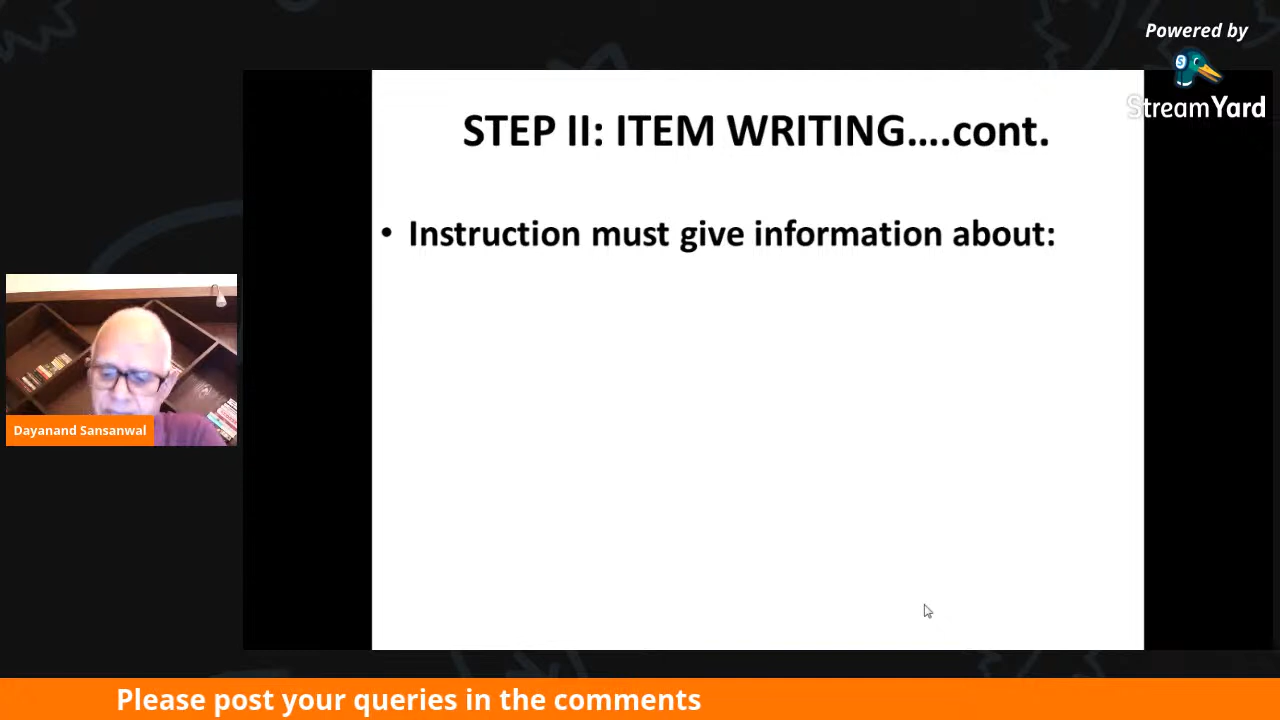 Powered by
StreamYard
STEP II: ITEM WRITING....cont.
• Instruction must give information about:
Dayanand Sansanwal
Please post your queries in the comments